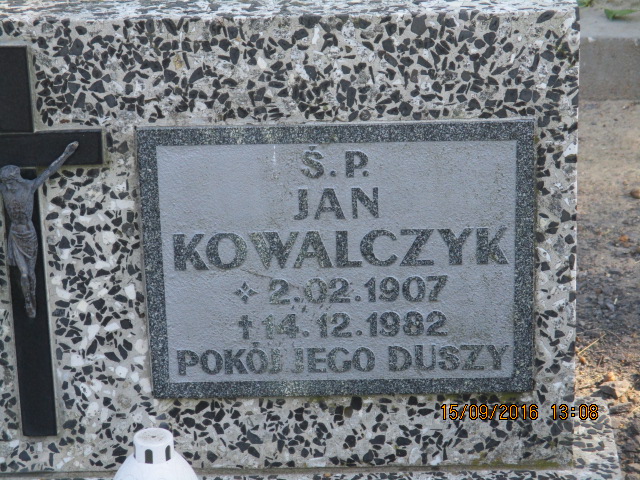 Ś.P.
JAN
KOWALCZYK
2.02.1907
✝14.12.1982
POKÓJ JEGO DUSZY
15/09/2016 13:08